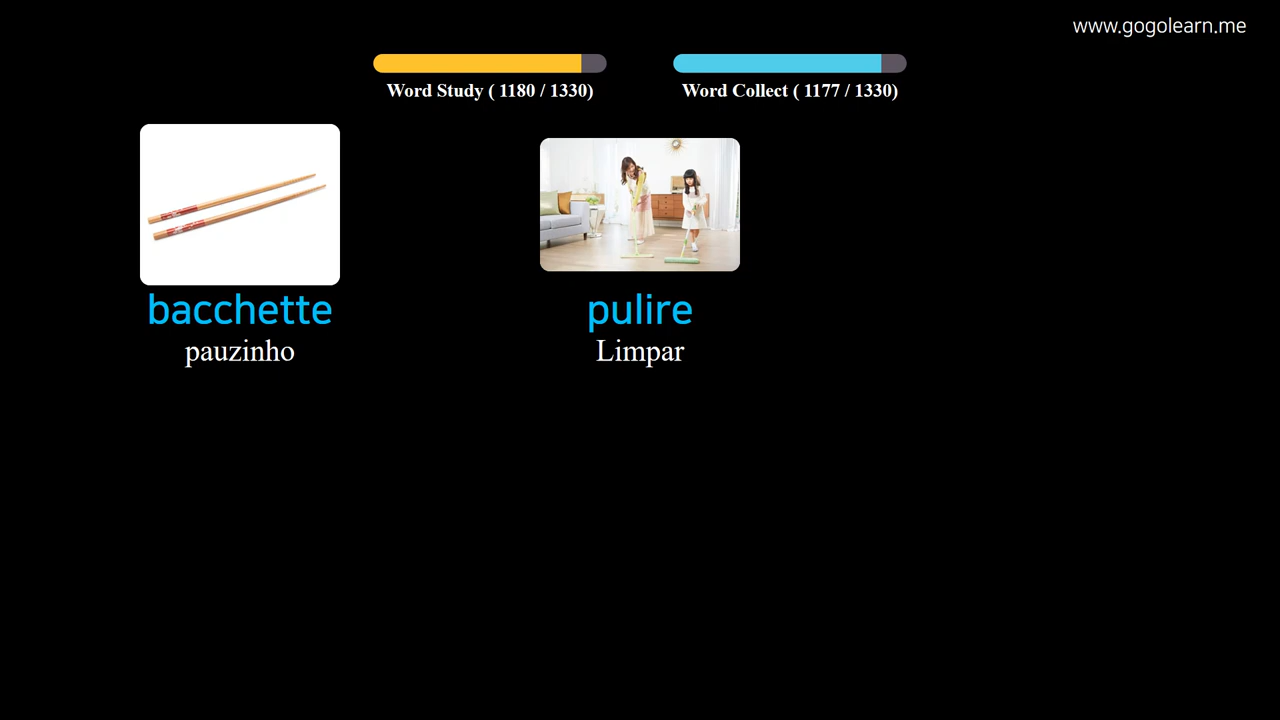 www.gogolearn.me
Word Study ( 1180 / 1330)
Word Collect ( 1177 / 1330)
bacchette
pauzinho
pulire
Limpar